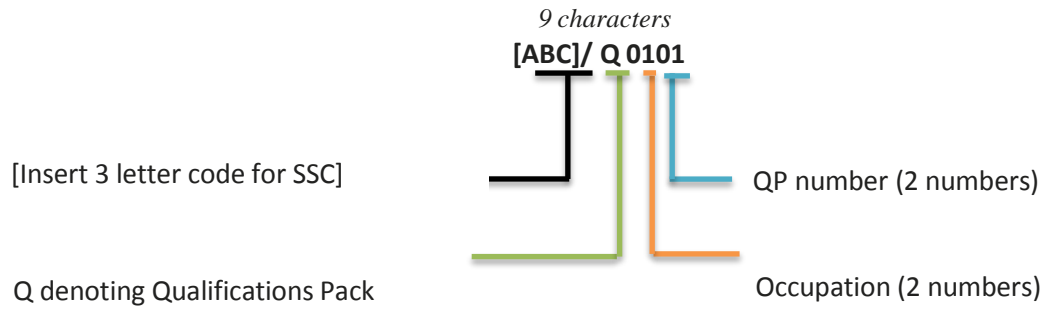 9 characters
[ABC]/ Q 0101
[Insert 3 letter code for SSC]
QP number (2 numbers)
Q denoting Qualifications Pack
Occupation (2 numbers)